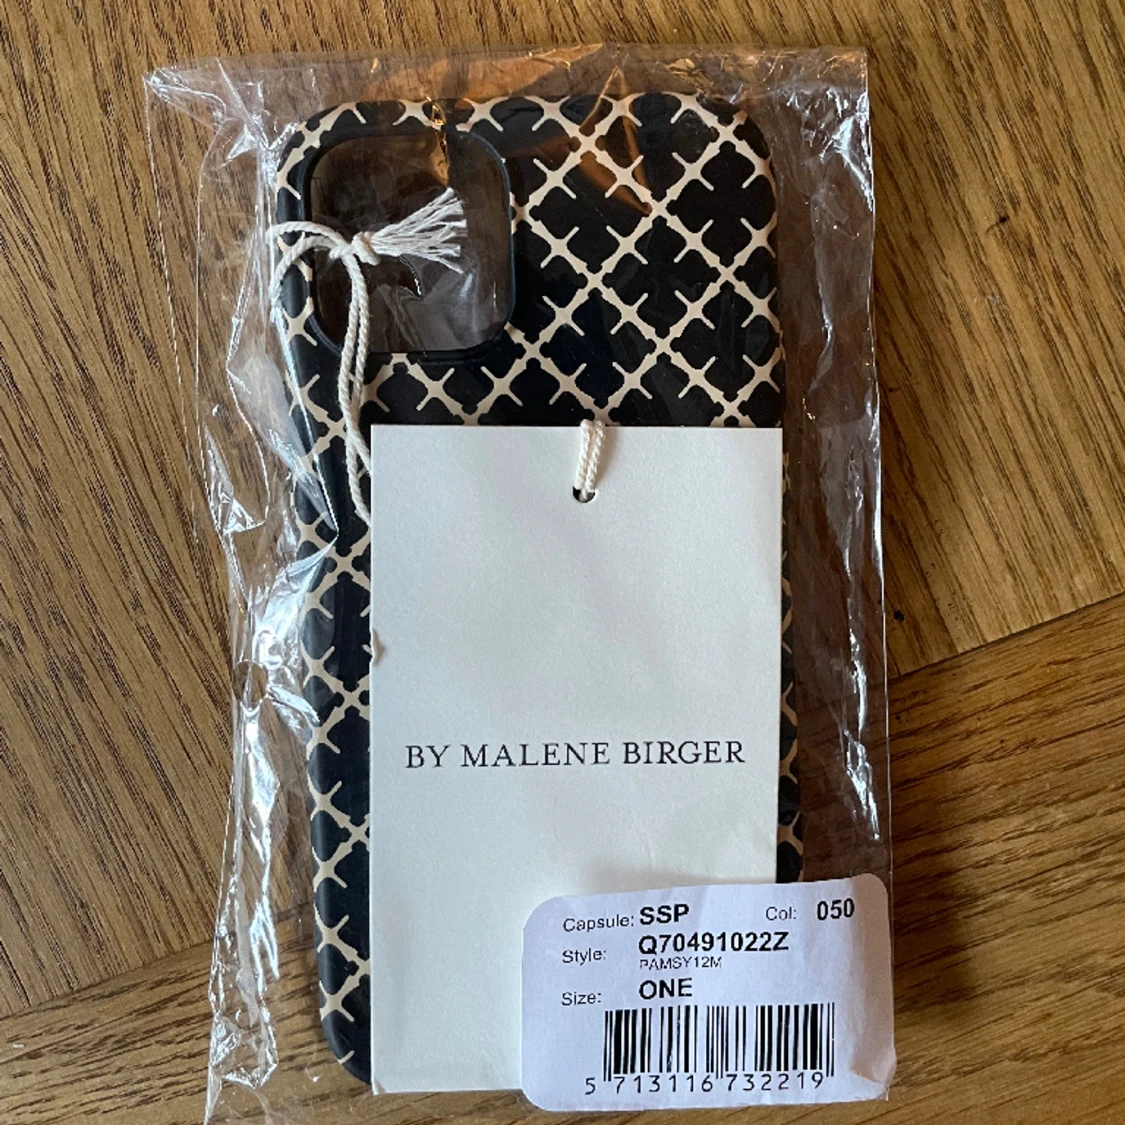 BY MALENE BIRGER
Capsule: SSP Col: 050
Style: Q70491022Z
PAMSY12M
Size: ONE
5 713116 732219